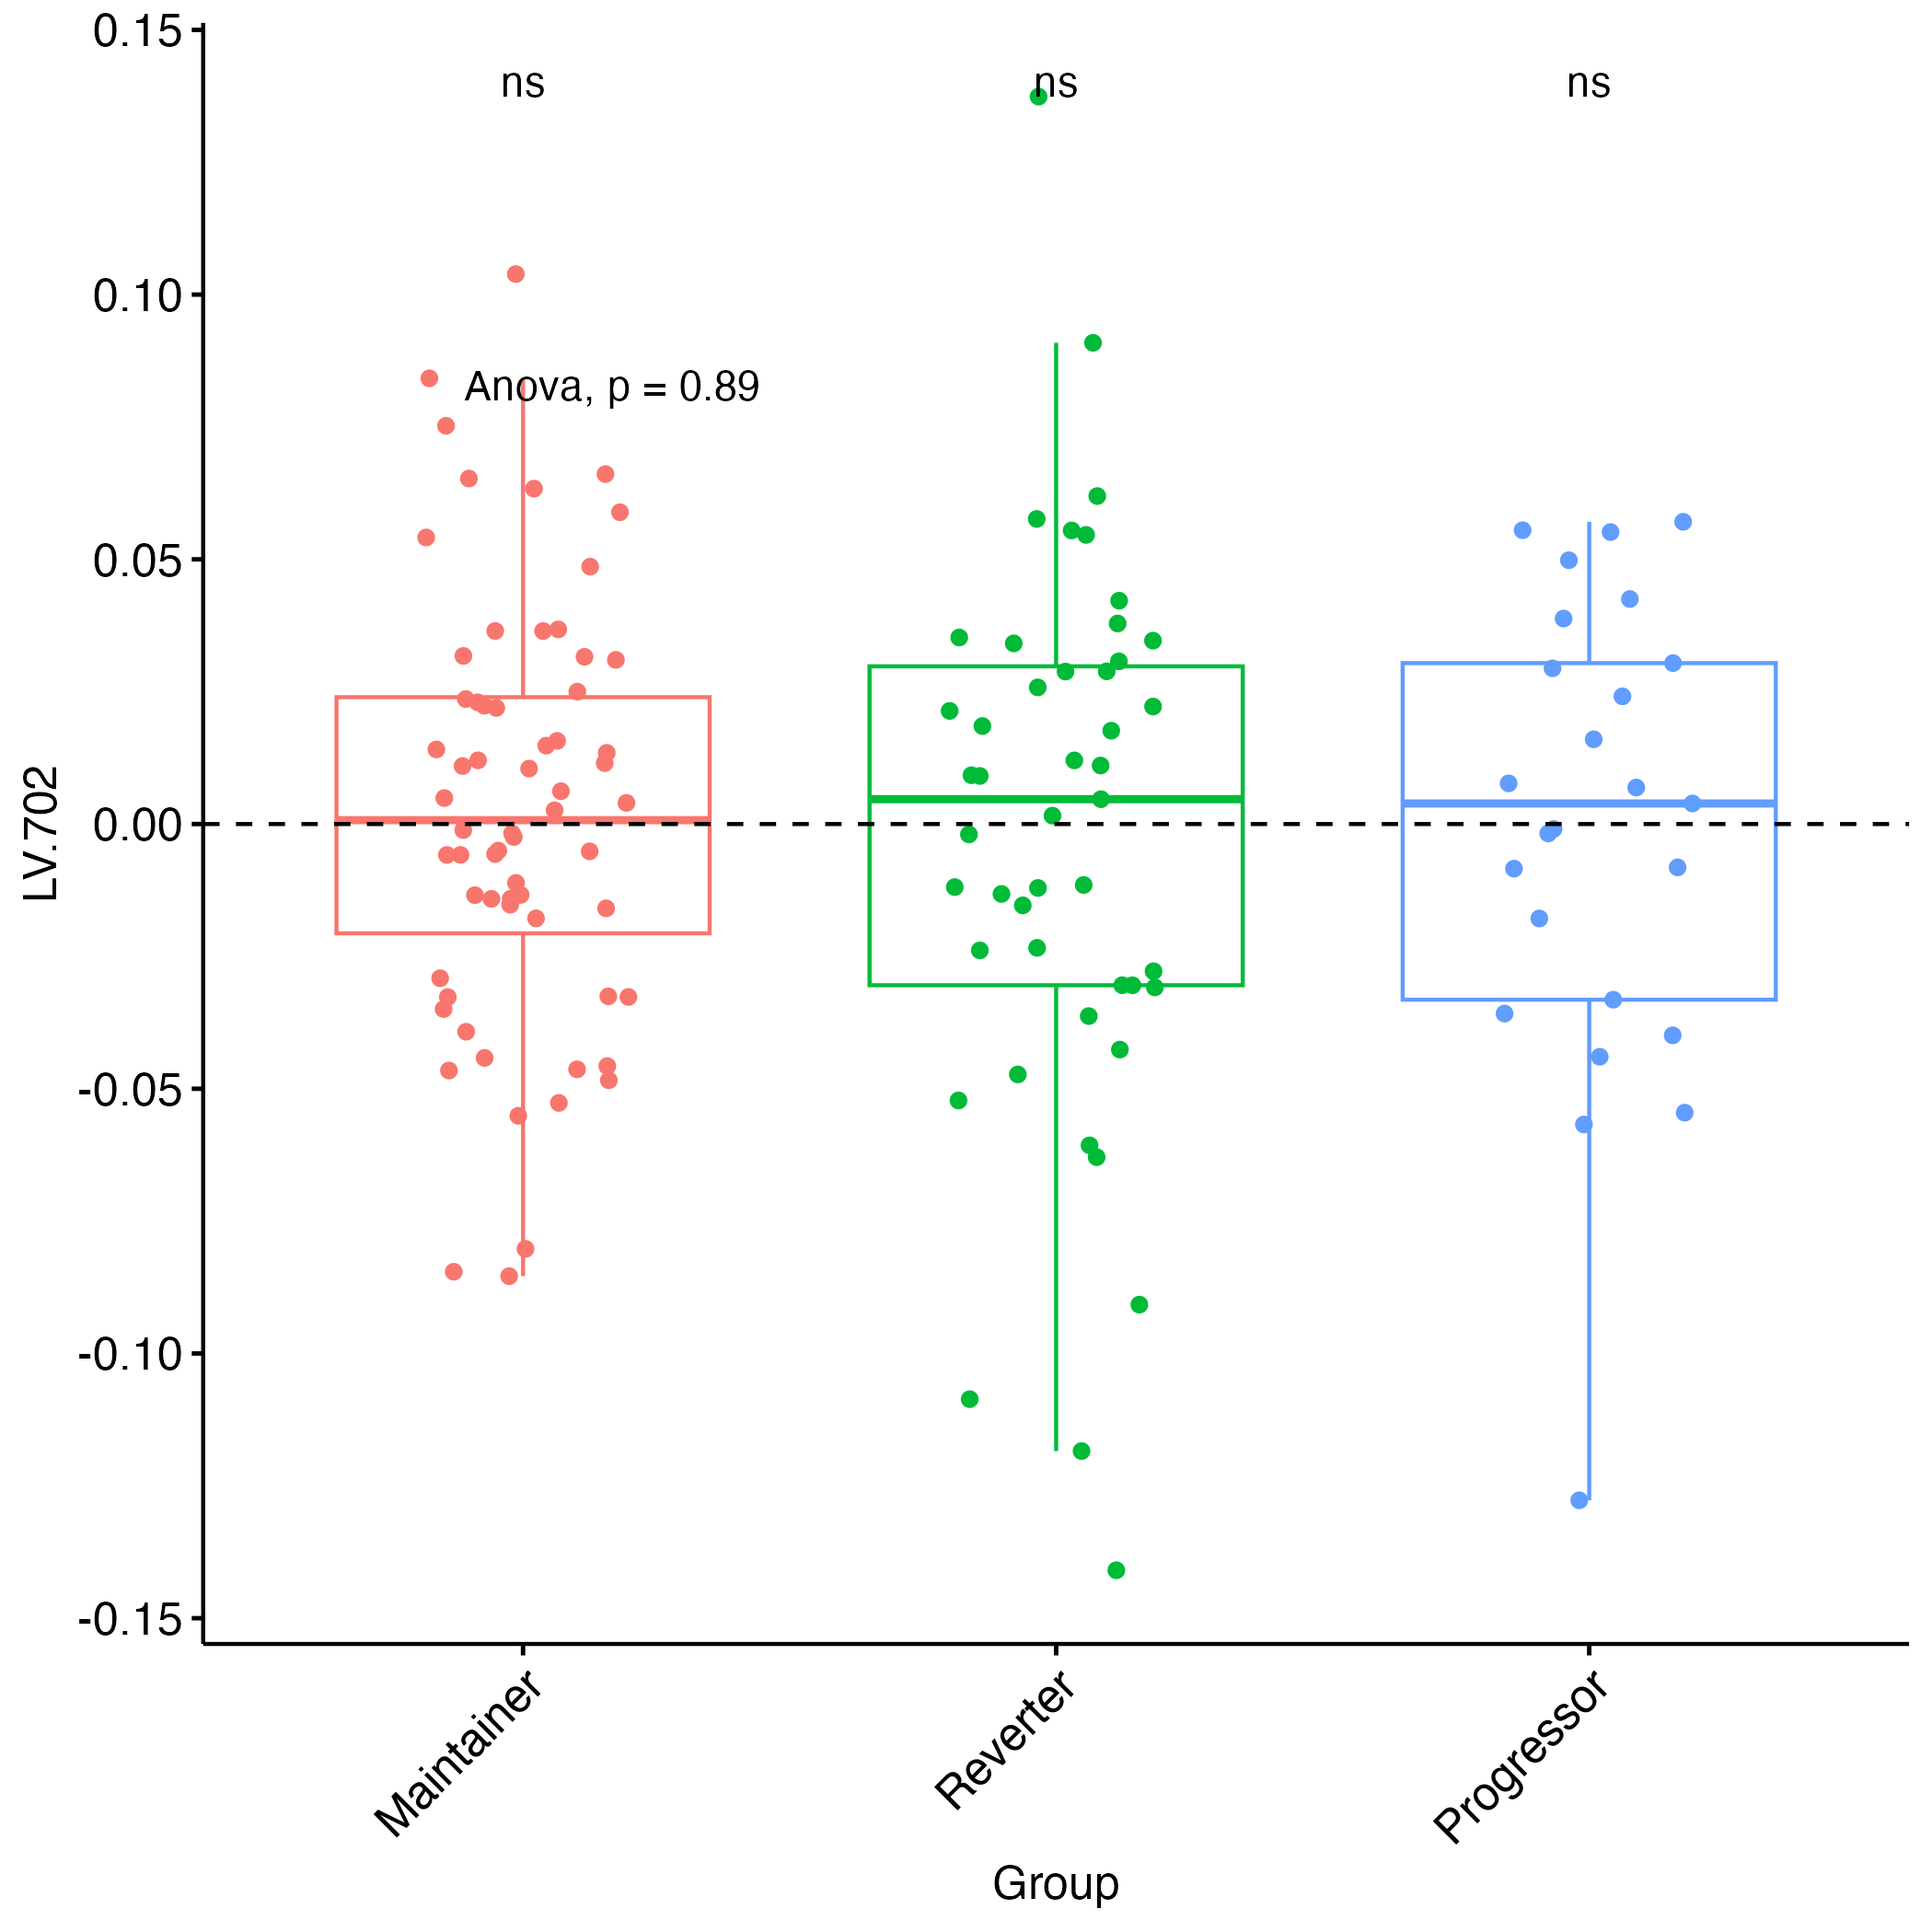 0.15
ns
ns
ns
0.10
Anova, p = 0.89
0.05
LV.702
0.00
-0.05
-0.10
-0.15
Maintainer
Reverter
Progressor
Group